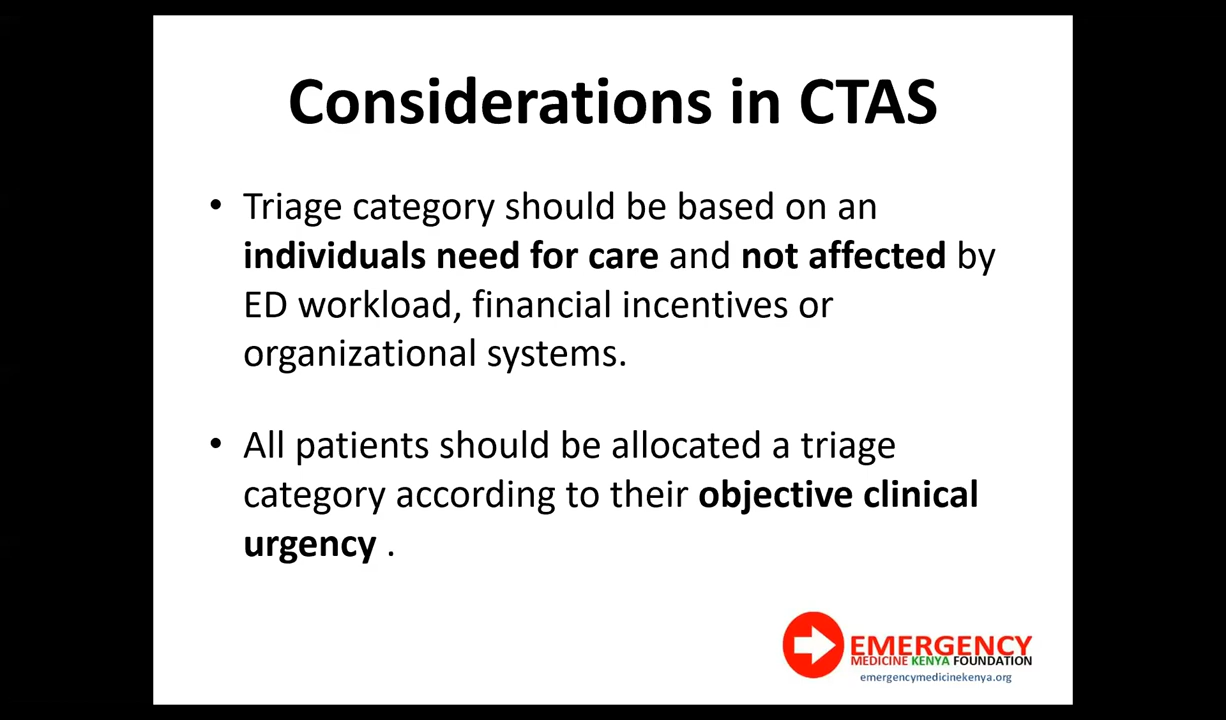 Considerations in CTAS
• Triage category should be based on an
individuals need for care and not affected by
ED workload, financial incentives or
organizational systems.
• All patients should be allocated a triage
category according to their objective clinical
urgency .
EMERGENCY
MEDICINE KENYA FOUNDATION
emergencymedicinekenya.org